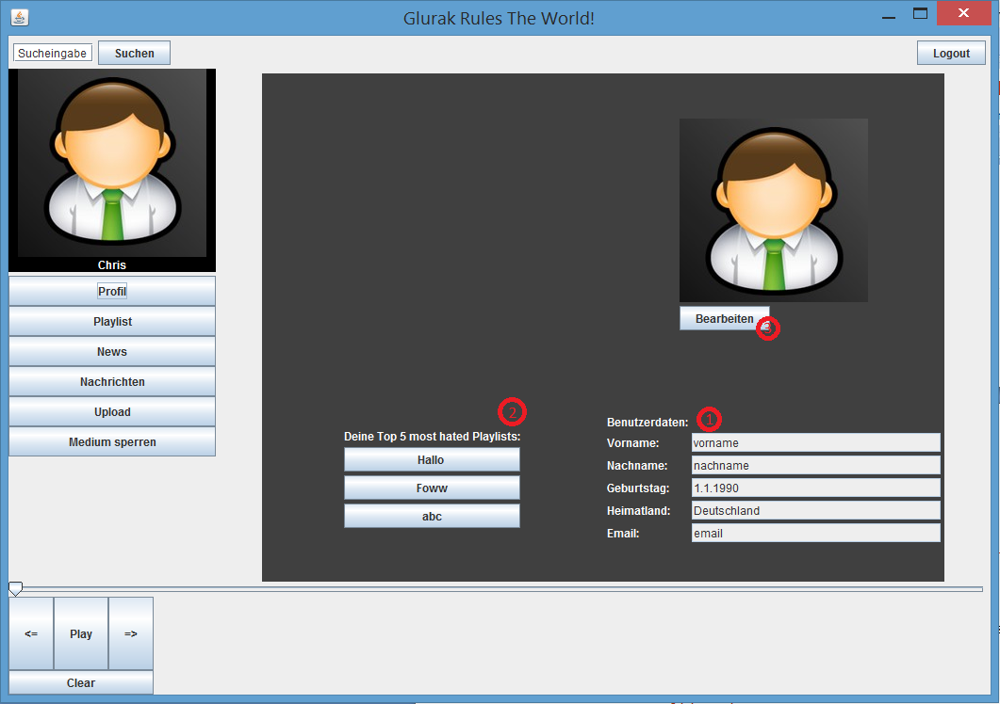 Glurak Rules The World!
Sucheingabe Suchen Logout
Chris
Profil
Playlist
News
Nachrichten
Upload
Medium sperren
Bearbeiten
3
2
Deine Top 5 most hated Playlists:
Hallo
Foww
abc
Benutzerdaten: 1
Vorname: vorname
Nachname: nachname
Geburtstag: 1.1.1990
Heimatland: Deutschland
Email: email
<= Play =>
Clear